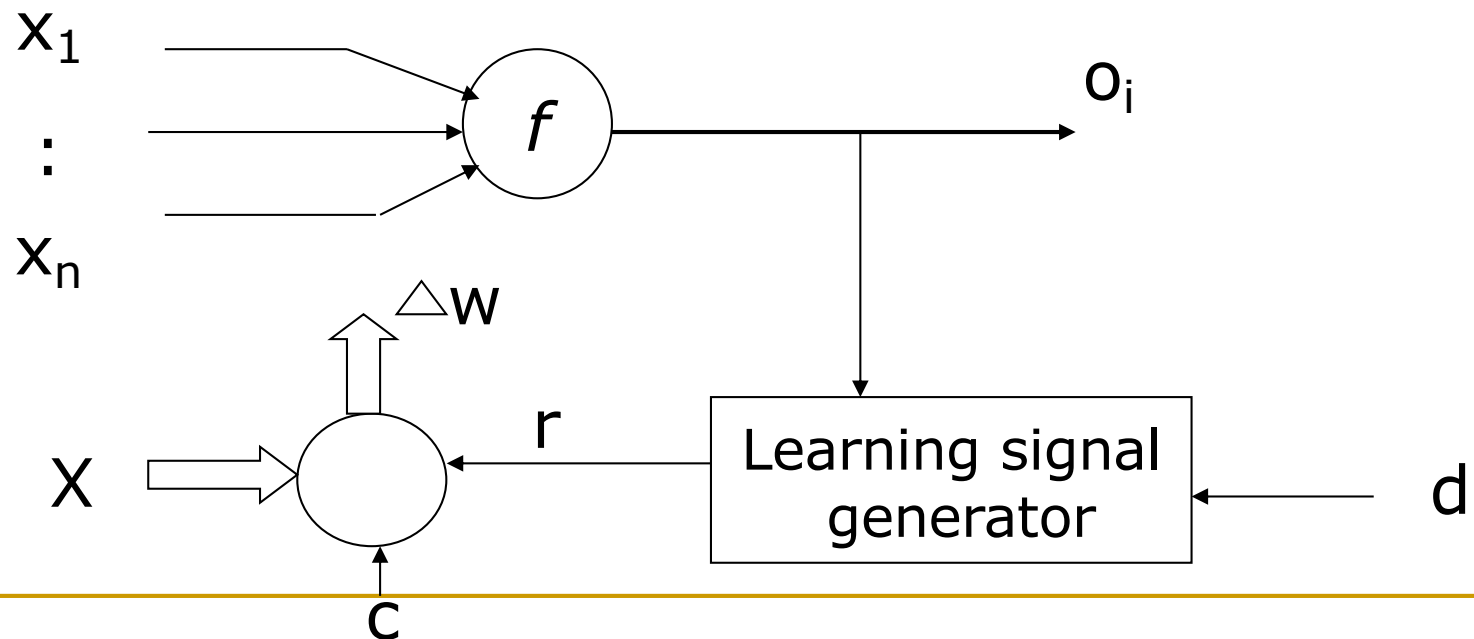 x₁
f
oᵢ
:
xₙ
△w
r
Learning signal
generator
X
d
c